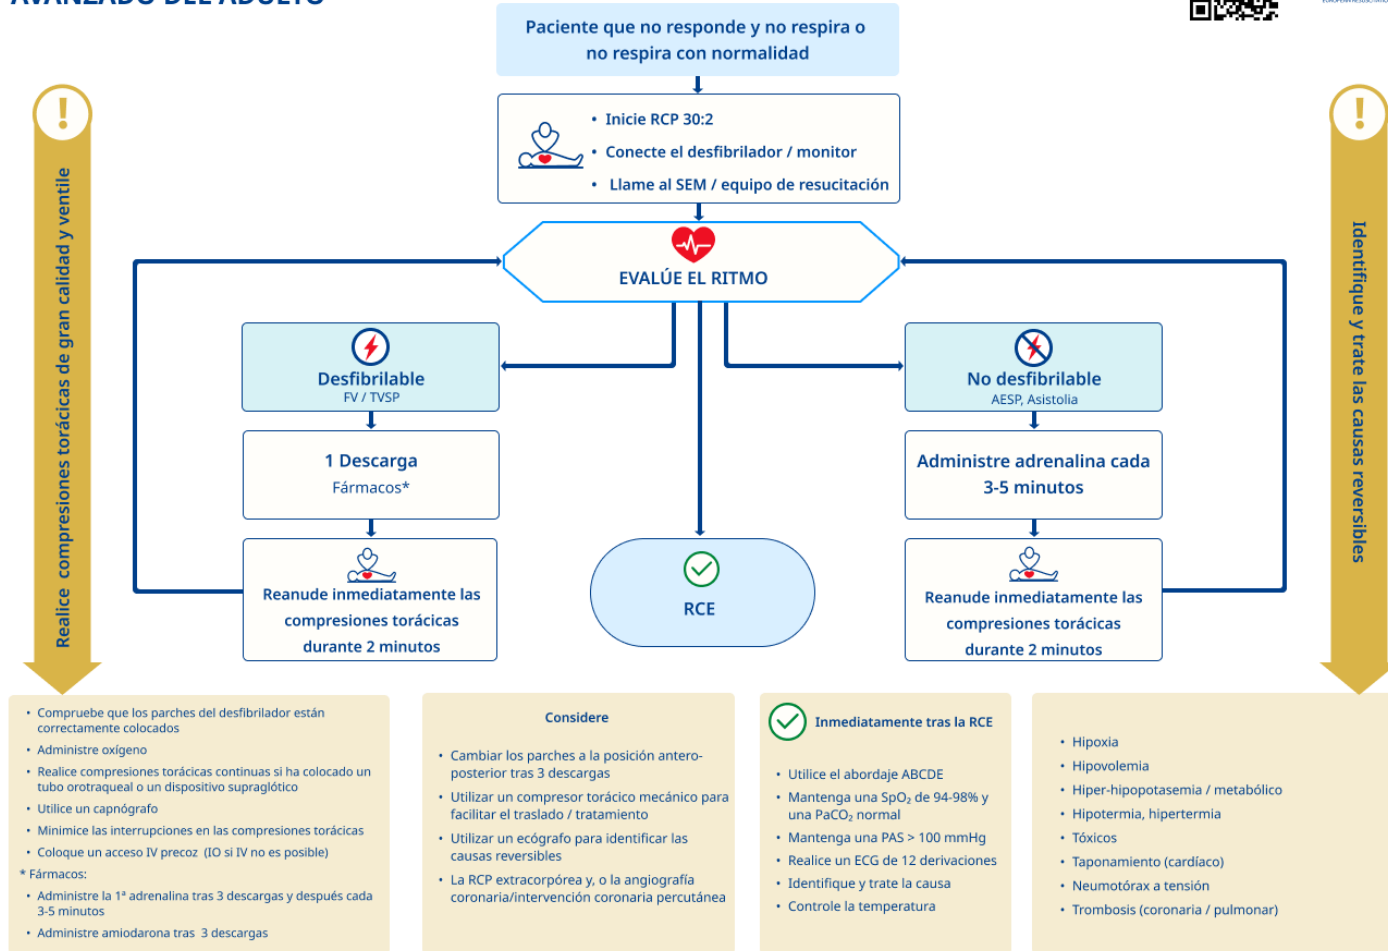 AVANZADO DEL ADULTO
Paciente que no responde y no respira o
no respira con normalidad
• Inicie RCP 30:2
• Conecte el desfibrilador / monitor
• Llame al SEM / equipo de resucitación
EVALÚE EL RITMO
Realice compresiones torácicas de gran calidad y ventile
Identifique y trate las causas reversibles
Desfibrilable
FV / TVSP
1 Descarga
Fármacos*
Reanude inmediatamente las
compresiones torácicas
durante 2 minutos
RCE
No desfibrilable
AESP, Asistolia
Administre adrenalina cada
3-5 minutos
Reanude inmediatamente las
compresiones torácicas
durante 2 minutos
• Compruebe que los parches del desfibrilador están
correctamente colocados
• Administre oxígeno
• Realice compresiones torácicas continuas si ha colocado un
tubo orotraqueal o un dispositivo supraglótico
• Utilice un capnógrafo
• Minimice las interrupciones en las compresiones torácicas
• Coloque un acceso IV precoz (IO si IV no es posible)
* Fármacos:
• Administre la 1ª adrenalina tras 3 descargas y después cada
3-5 minutos
• Administre amiodarona tras 3 descargas
Considere
• Cambiar los parches a la posición antero-
posterior tras 3 descargas
• Utilizar un compresor torácico mecánico para
facilitar el traslado / tratamiento
• Utilizar un ecógrafo para identificar las
causas reversibles
• La RCP extracorpórea y, o la angiografía
coronaria/intervención coronaria percutánea
Inmediatamente tras la RCE
• Utilice el abordaje ABCDE
• Mantenga una SpO₂ de 94-98% y
una PaCO₂ normal
• Mantenga una PAS > 100 mmHg
• Realice un ECG de 12 derivaciones
• Identifique y trate la causa
• Controle la temperatura
• Hipoxia
• Hipovolemia
• Hiper-hipopotasemia / metabólico
• Hipotermia, hipertermia
• Tóxicos
• Taponamiento (cardíaco)
• Neumotórax a tensión
• Trombosis (coronaria / pulmonar)